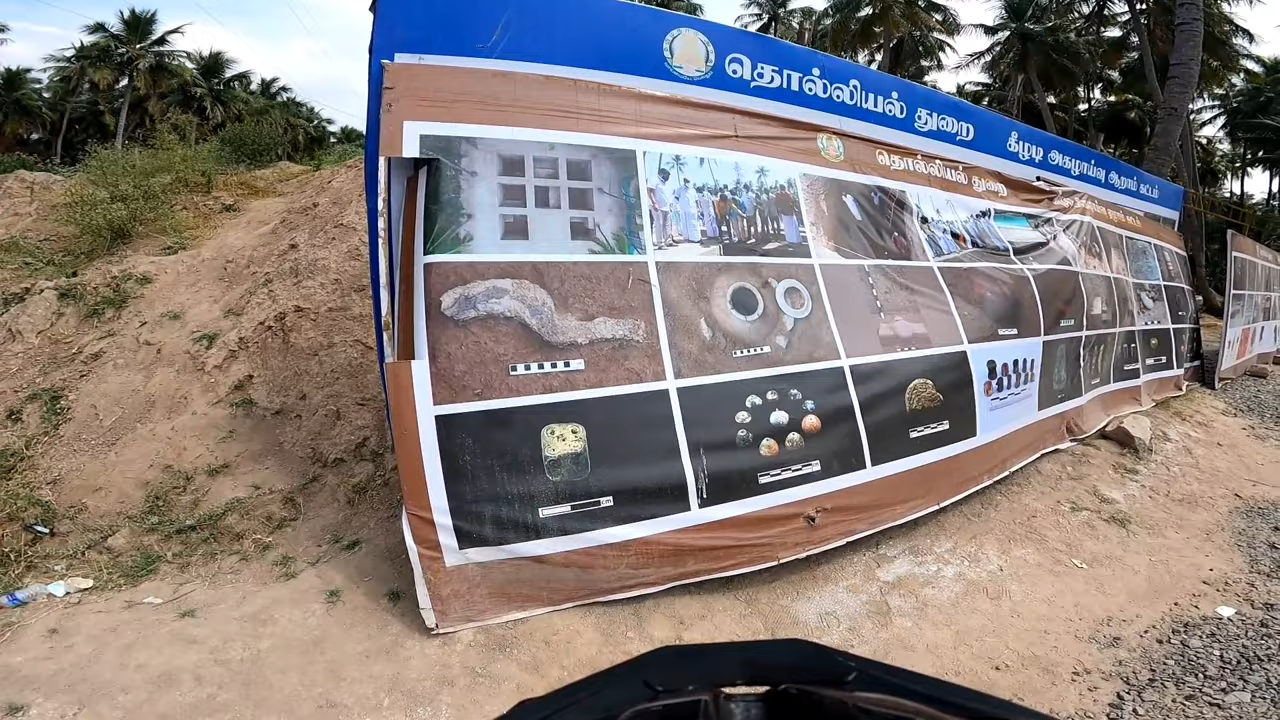 தொல்லியல் துறை
கீழடி அகழாய்வு ஆறாம் கட்டம்
தொல்லியல் துறை
cm